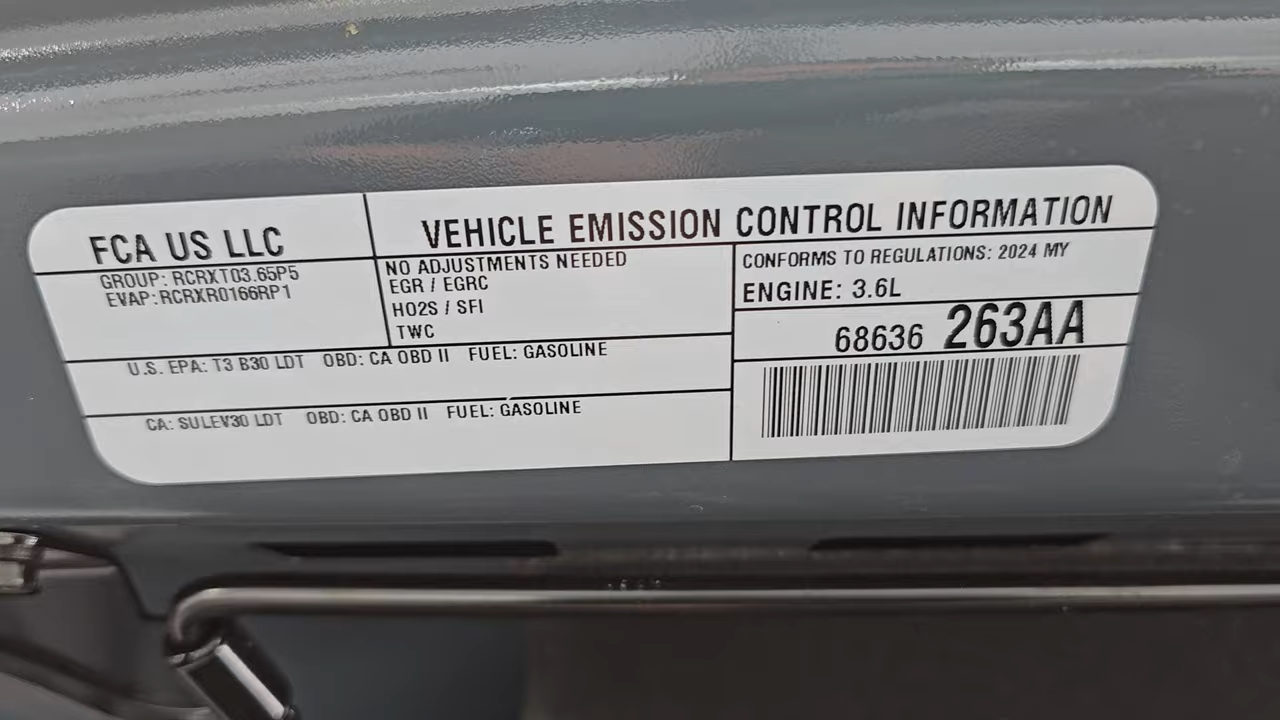 FCA US LLC
VEHICLE EMISSION CONTROL INFORMATION
GROUP: RCRXT03.65P5
EVAP: RCRXR0166RP1
NO ADJUSTMENTS NEEDED
EGR / EGRC
HO2S / SFI
TWC
CONFORMS TO REGULATIONS: 2024 MY
ENGINE: 3.6L
68636 263AA
U.S. EPA: T3 B30 LDT OBD: CA OBD II FUEL: GASOLINE
CA: SULEV30 LDT OBD: CA OBD II FUEL: GASOLINE